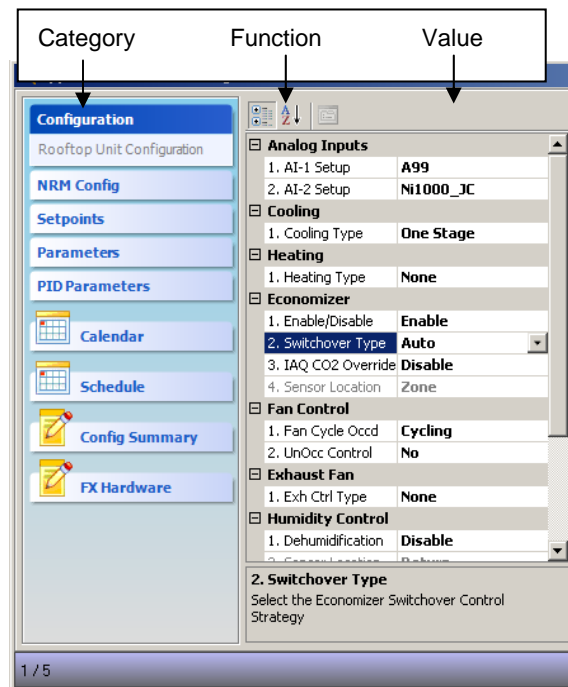 Category Function Value
Configuration
Rooftop Unit Configuration
NRM Config
Setpoints
Parameters
PID Parameters
Calendar
Schedule
Config Summary
FX Hardware
A Z
Analog Inputs
1. AI-1 Setup A99
2. AI-2 Setup Ni1000_JC
Cooling
1. Cooling Type One Stage
Heating
1. Heating Type None
Economizer
1. Enable/Disable Enable
2. Switchover Type Auto
3. IAQ CO2 Override Disable
4. Sensor Location Zone
Fan Control
1. Fan Cycle Occd Cycling
2. UnOcc Control No
Exhaust Fan
1. Exh Ctrl Type None
Humidity Control
1. Dehumidification Disable
2. Switchover Type
Select the Economizer Switchover Control
Strategy
1 / 5